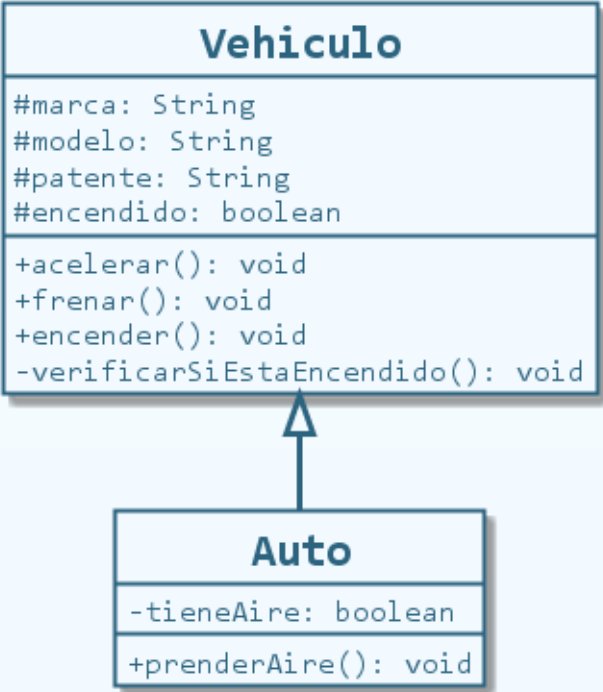 Vehiculo
#marca: String
#modelo: String
#patente: String
#encendido: boolean
+acelerar(): void
+frenar(): void
+encender(): void
-verificarSiEstaEncendido(): void
Auto
-tieneAire: boolean
+prenderAire(): void